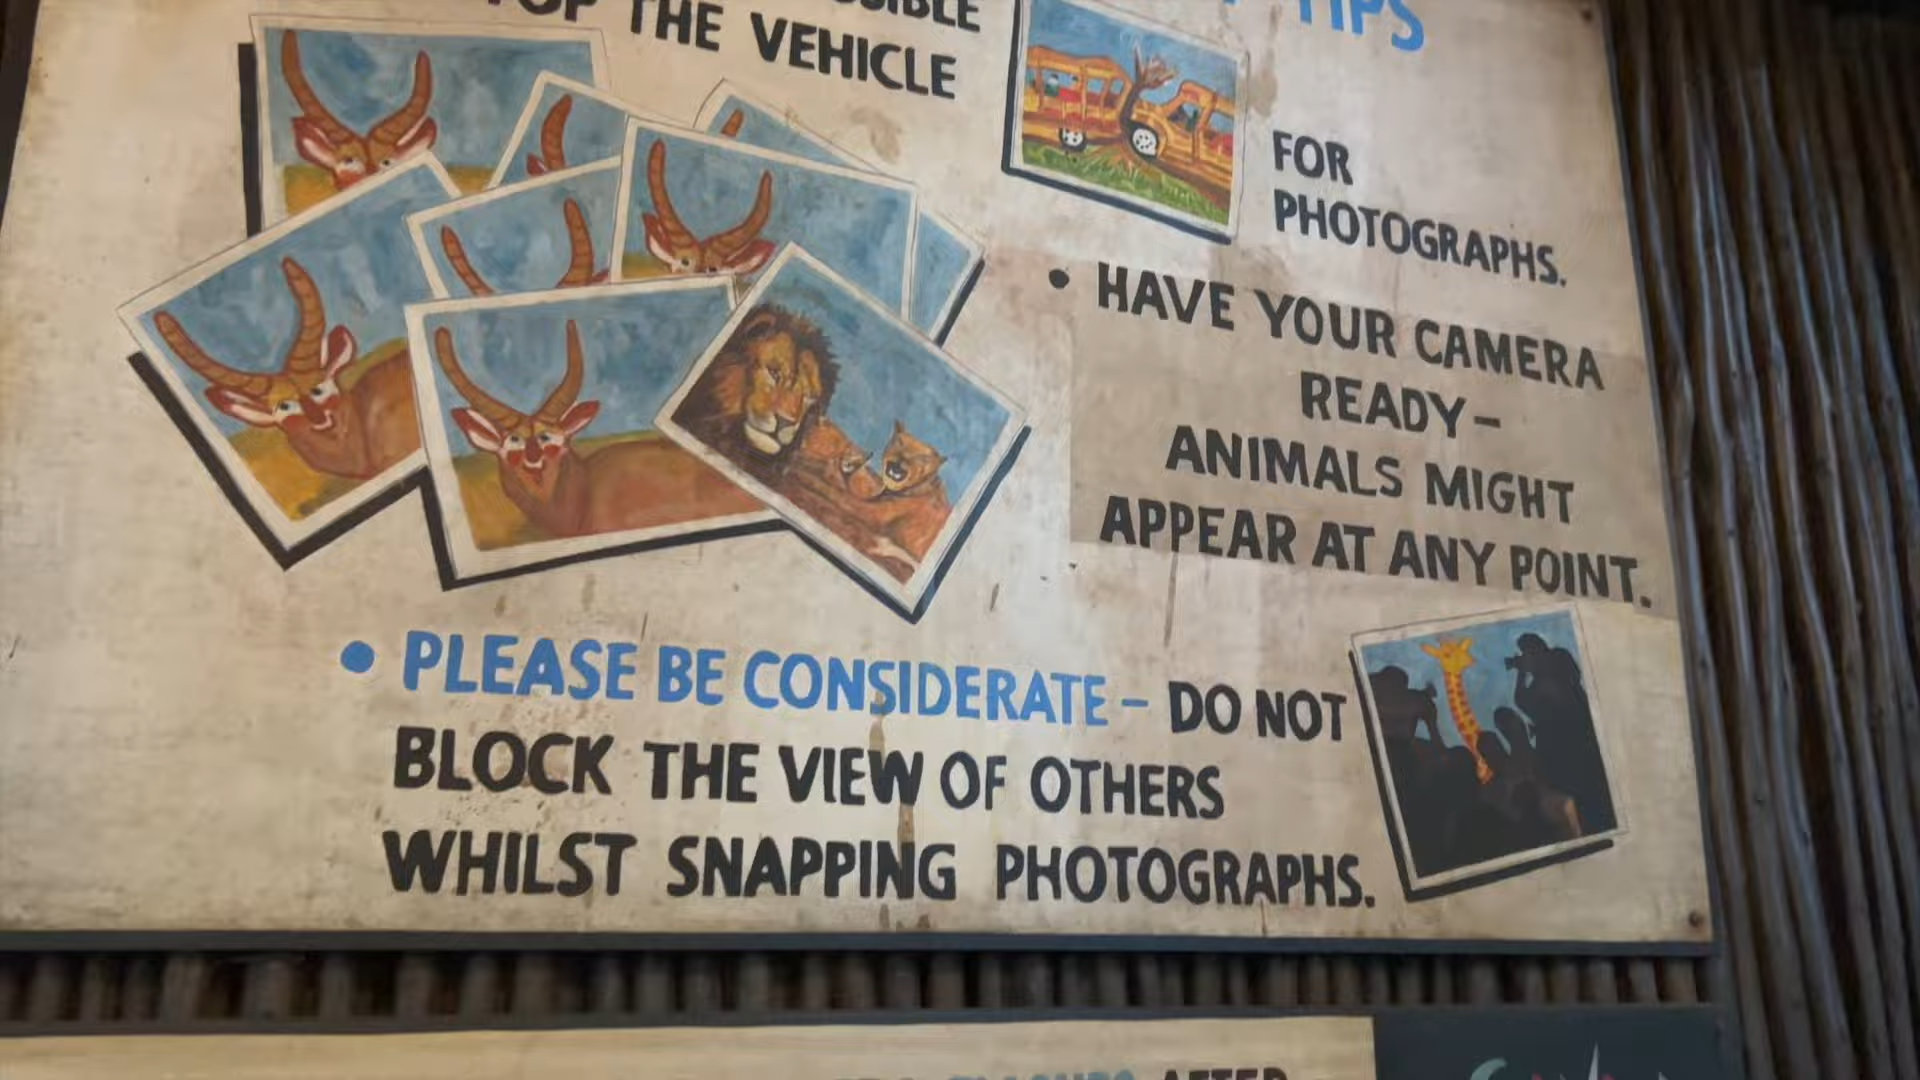 TIPS
THE VEHICLE
FOR
PHOTOGRAPHS.
• HAVE YOUR CAMERA
READY-
ANIMALS MIGHT
APPEAR AT ANY POINT.
• PLEASE BE CONSIDERATE - DO NOT
BLOCK THE VIEW OF OTHERS
WHILST SNAPPING PHOTOGRAPHS.
AFTER